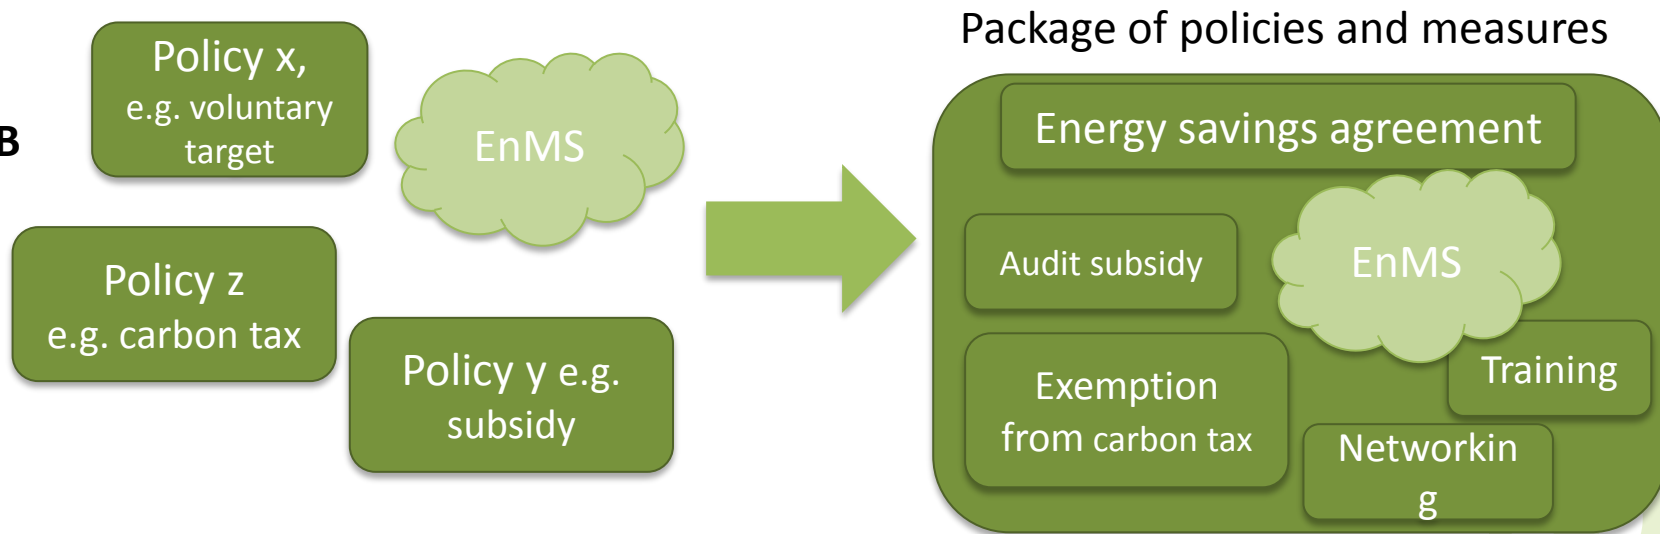 Package of policies and measures
B
Policy x,
e.g. voluntary
target
EnMS
Policy z
e.g. carbon tax
Policy y e.g.
subsidy
Energy savings agreement
Audit subsidy
EnMS
Exemption
from carbon tax
Training
Networkin
g